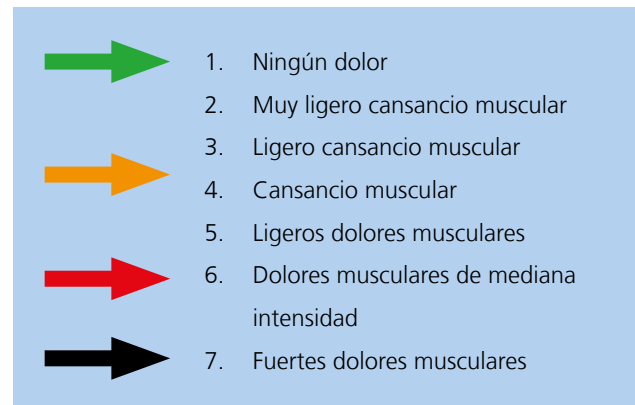 1. Ningún dolor
2. Muy ligero cansancio muscular
3. Ligero cansancio muscular
4. Cansancio muscular
5. Ligeros dolores musculares
6. Dolores musculares de mediana
intensidad
7. Fuertes dolores musculares